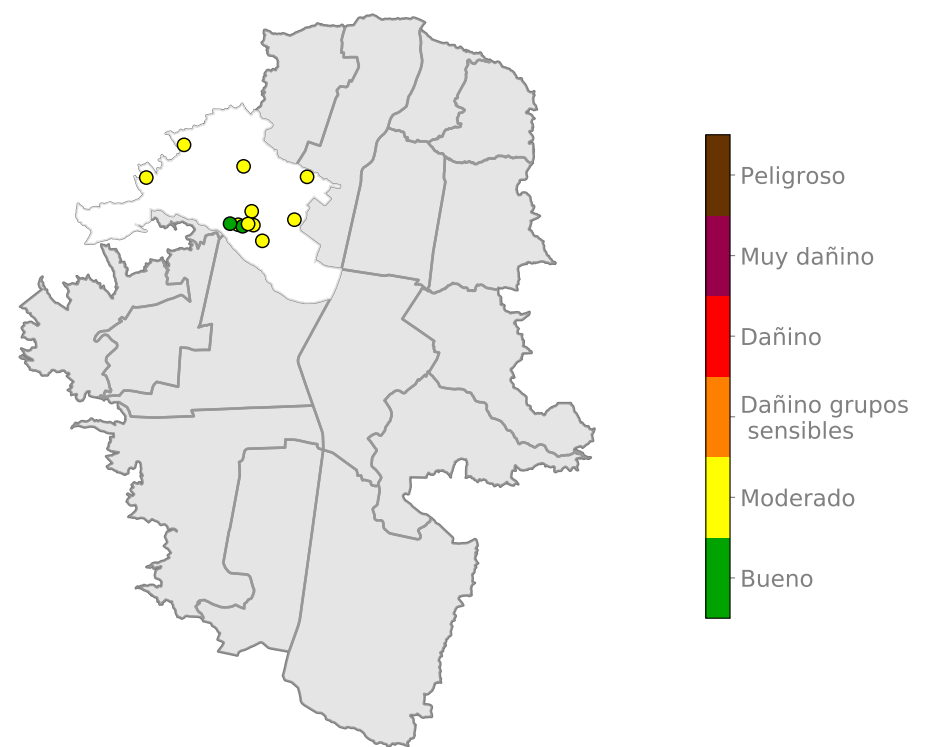 Peligroso
Muy dañino
Dañino
Dañino grupos
sensibles
Moderado
Bueno